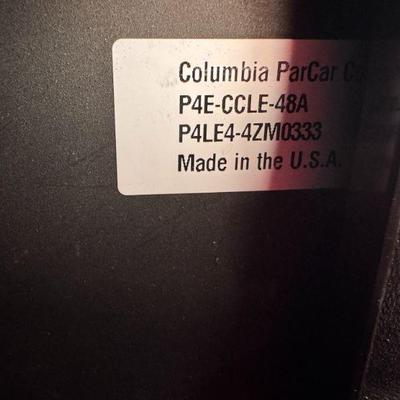 Columbia ParCar
P4E-CCLE-48A
P4LE4-4ZM0333
Made in the U.S.A.